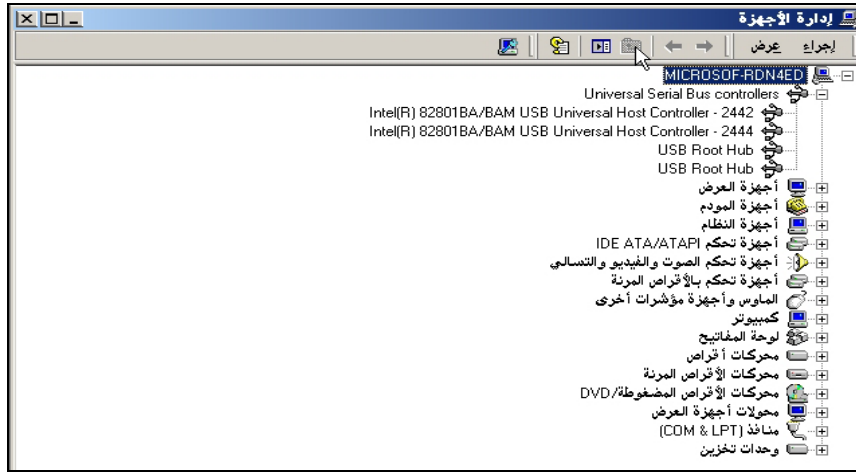 إدارة الأجهزة
إجراء عرض
MICROSOF-RDN4ED
Universal Serial Bus controllers
Intel(R) 82801BA/BAM USB Universal Host Controller - 2442
Intel(R) 82801BA/BAM USB Universal Host Controller - 2444
USB Root Hub
USB Root Hub
أجهزة العرض
أجهزة المودم
أجهزة النظام
أجهزة تحكم IDE ATA/ATAPI
أجهزة تحكم الصوت والفيديو والتسالي
أجهزة تحكم بالأقراص المرنة
الماوس وأجهزة مؤشرات أخرى
كمبيوتر
لوحة المفاتيح
محركات أقراص
محركات الأقراص المرنة
محركات الأقراص المضغوطة/DVD
محولات أجهزة العرض
منافذ (COM & LPT)
وحدات تخزين